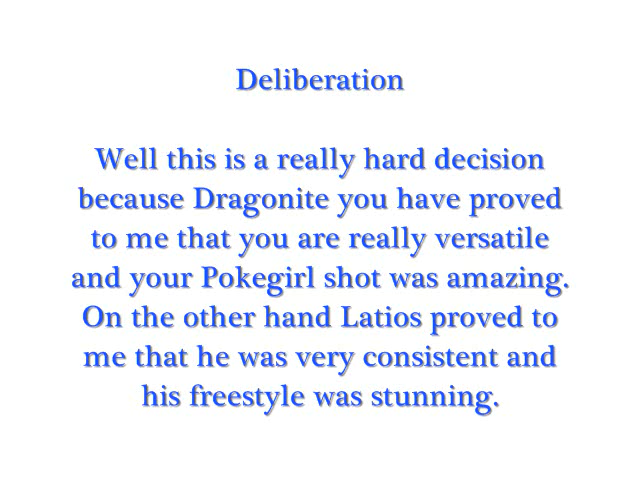 Deliberation
Well this is a really hard decision
because Dragonite you have proved
to me that you are really versatile
and your Pokegirl shot was amazing.
On the other hand Latios proved to
me that he was very consistent and
his freestyle was stunning.